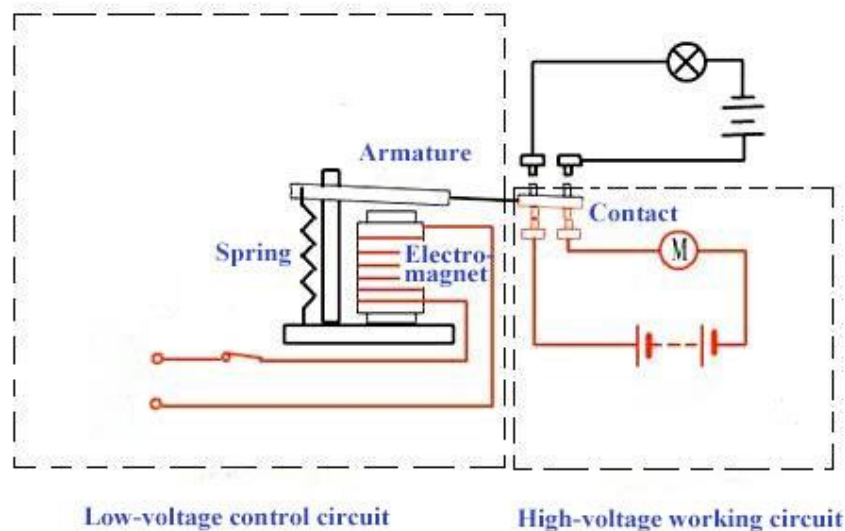 Armature
Contact
Spring
Electro-
magnet
M
Low-voltage control circuit
High-voltage working circuit